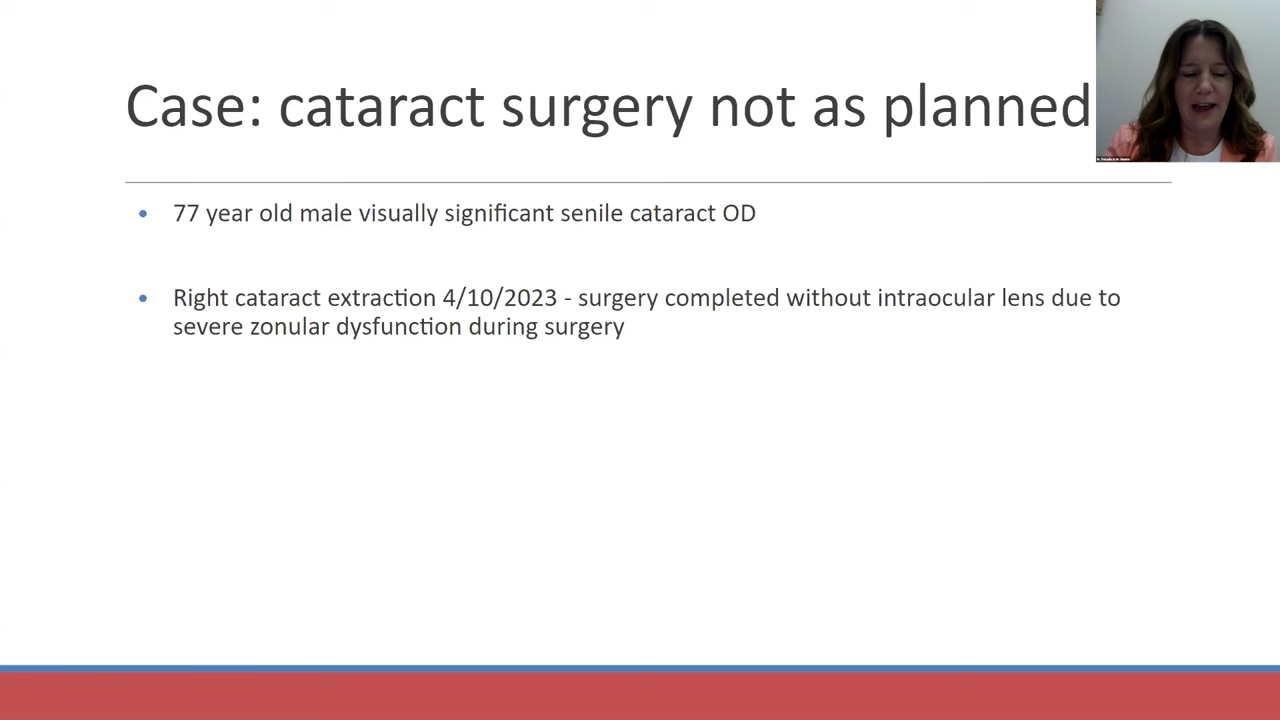 Case: cataract surgery not as planned
• 77 year old male visually significant senile cataract OD
• Right cataract extraction 4/10/2023 - surgery completed without intraocular lens due to
severe zonular dysfunction during surgery